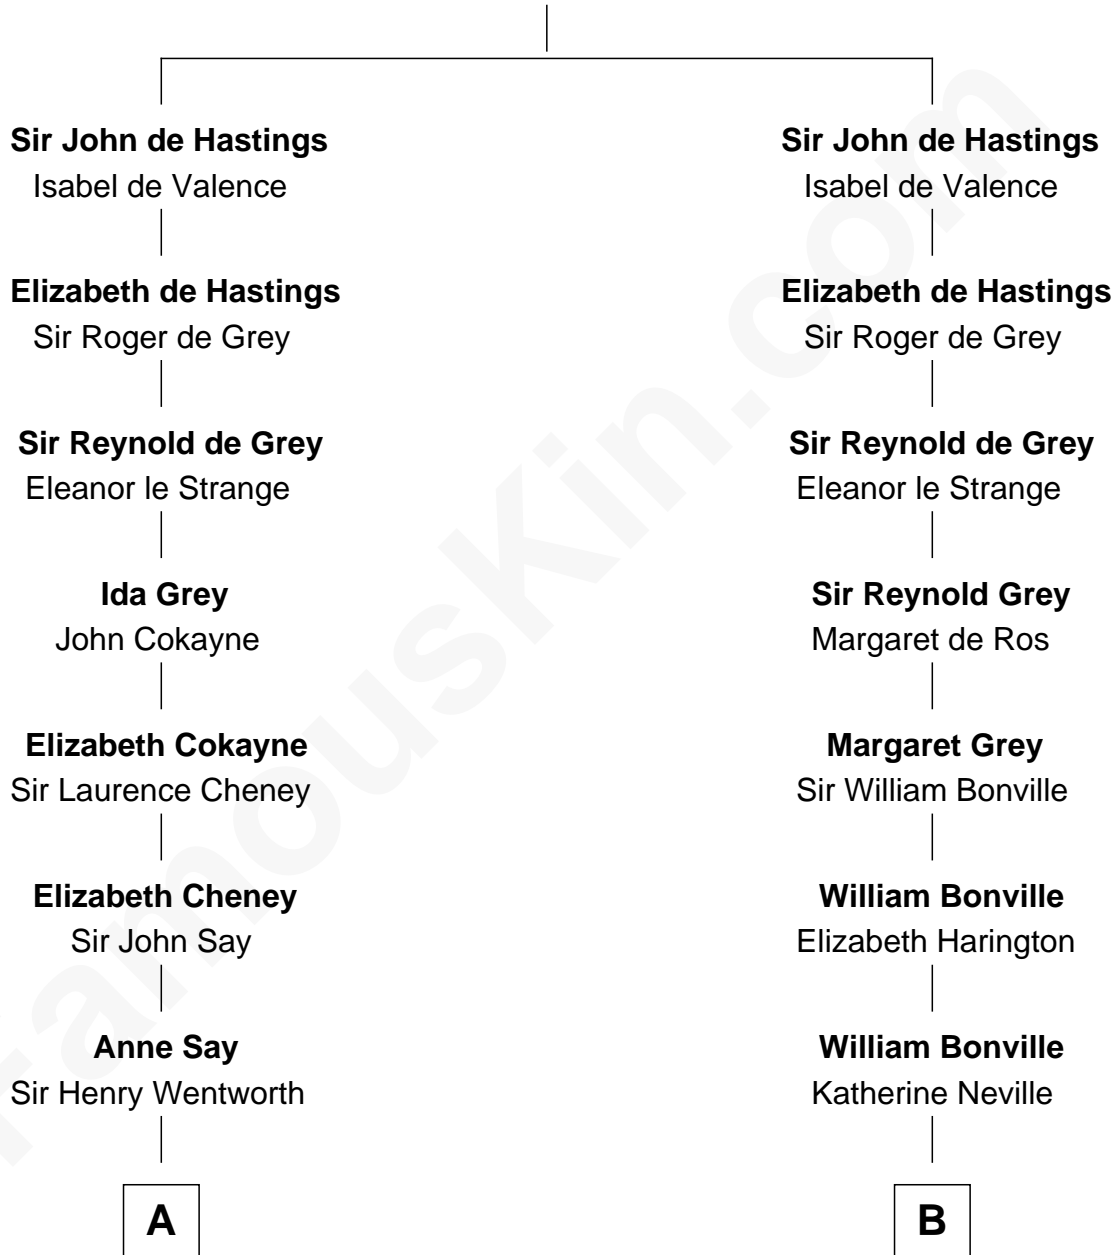 Sir John de Hastings
Isabel de Valence
Elizabeth de Hastings
Sir Roger de Grey
Sir Reynold de Grey
Eleanor le Strange
Ida Grey
John Cokayne
Elizabeth Cokayne
Sir Laurence Cheney
Elizabeth Cheney
Sir John Say
Anne Say
Sir Henry Wentworth
A
Sir John de Hastings
Isabel de Valence
Elizabeth de Hastings
Sir Roger de Grey
Sir Reynold de Grey
Eleanor le Strange
Sir Reynold Grey
Margaret de Ros
Margaret Grey
Sir William Bonville
William Bonville
Elizabeth Harington
William Bonville
Katherine Neville
B
FamousKin.com